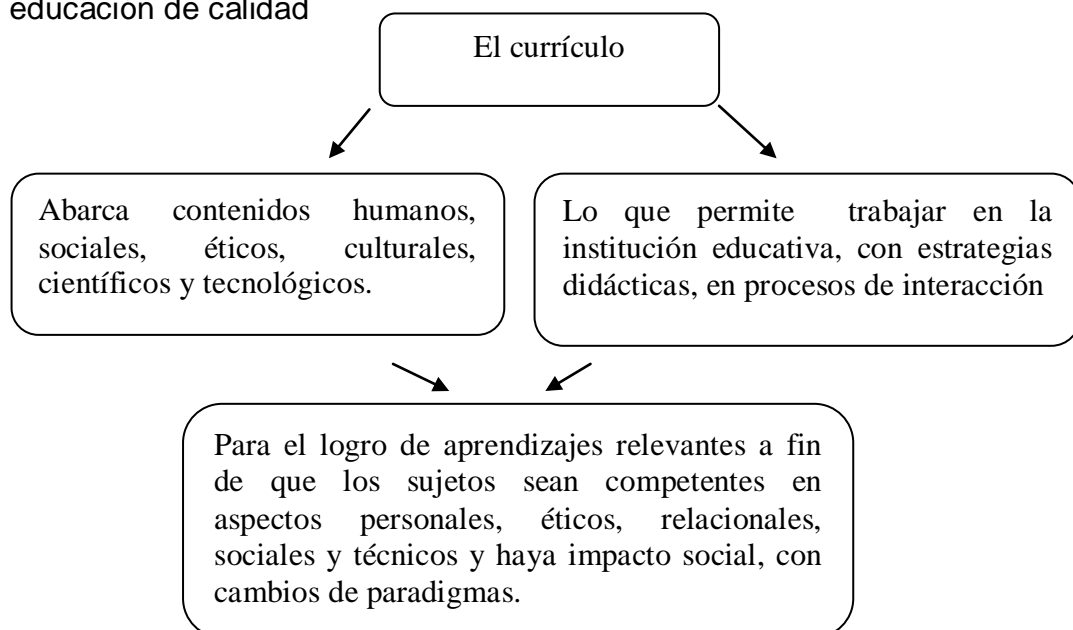 educación de calidad
El currículo
Abarca contenidos humanos,
sociales, éticos, culturales,
científicos y tecnológicos.
Lo que permite trabajar en la
institución educativa, con estrategias
didácticas, en procesos de interacción
Para el logro de aprendizajes relevantes a fin
de que los sujetos sean competentes en
aspectos personales, éticos, relacionales,
sociales y técnicos y haya impacto social, con
cambios de paradigmas.